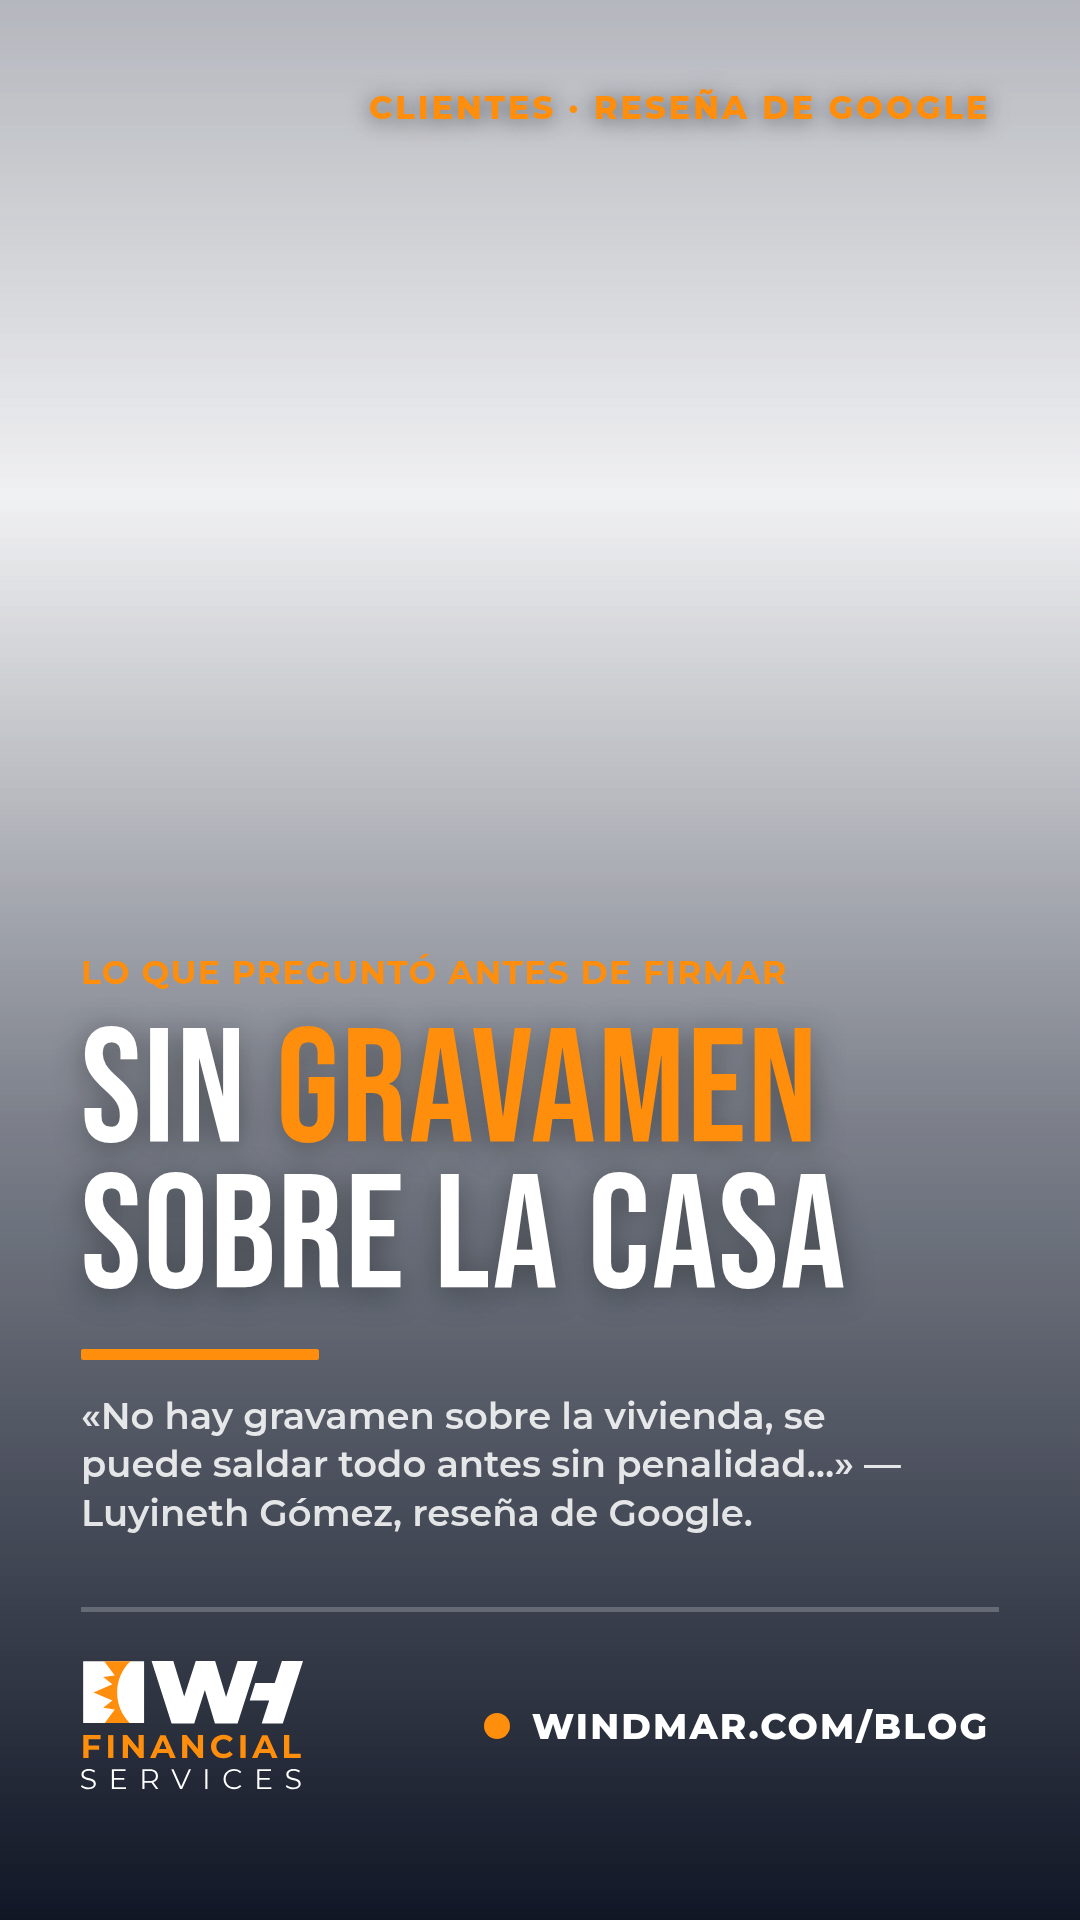 CLIENTES · RESEÑA DE GOOGLE
LO QUE PREGUNTÓ ANTES DE FIRMAR
SIN GRAVAMEN
SOBRE LA CASA
«No hay gravamen sobre la vivienda, se
puede saldar todo antes sin penalidad...» —
Luyineth Gómez, reseña de Google.
WH
FINANCIAL
SERVICES
WINDMAR.COM/BLOG